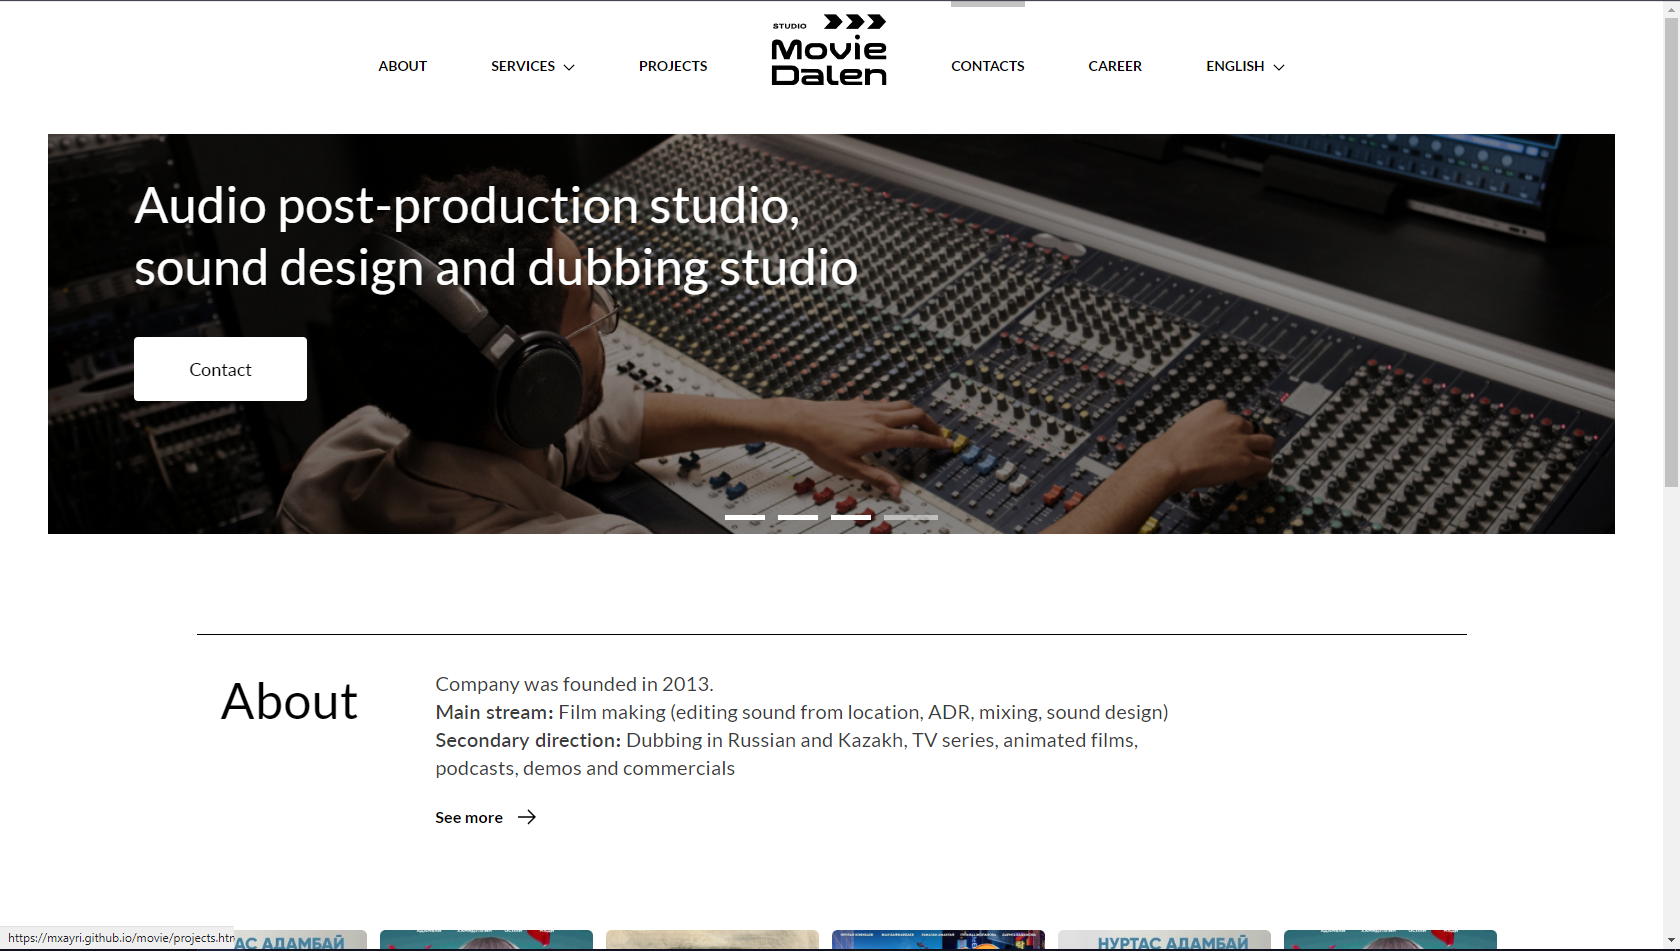 STUDIO
Movie
Dalen
ABOUT
SERVICES
PROJECTS
CONTACTS
CAREER
ENGLISH
Audio post-production studio,
sound design and dubbing studio
Contact
About
Company was founded in 2013.
Main stream: Film making (editing sound from location, ADR, mixing, sound design)
Secondary direction: Dubbing in Russian and Kazakh, TV series, animated films,
podcasts, demos and commercials
See more
АС АДАМБАЙ
НУРТАС АДАМБАЙ
https://mxayri.github.io/movie/projects.htm